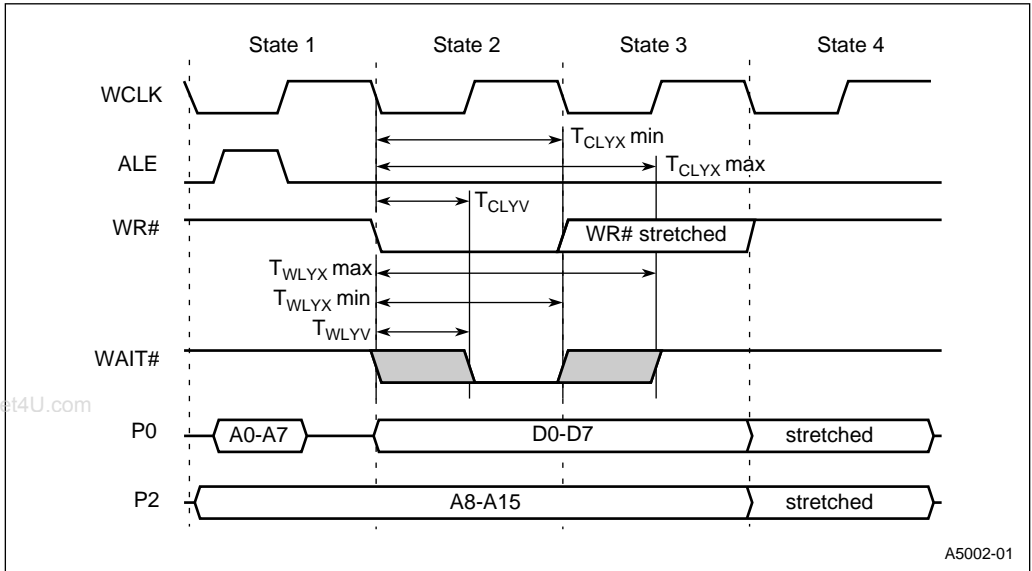 State 1 State 2 State 3 State 4
WCLK
T_CLYX min
ALE
T_CLYX max
T_CLYV
WR#
WR# stretched
T_WLYX max
T_WLYX min
T_WLYV
WAIT#
et4U.com
P0 A0-A7 D0-D7 stretched
P2 A8-A15 stretched
A5002-01